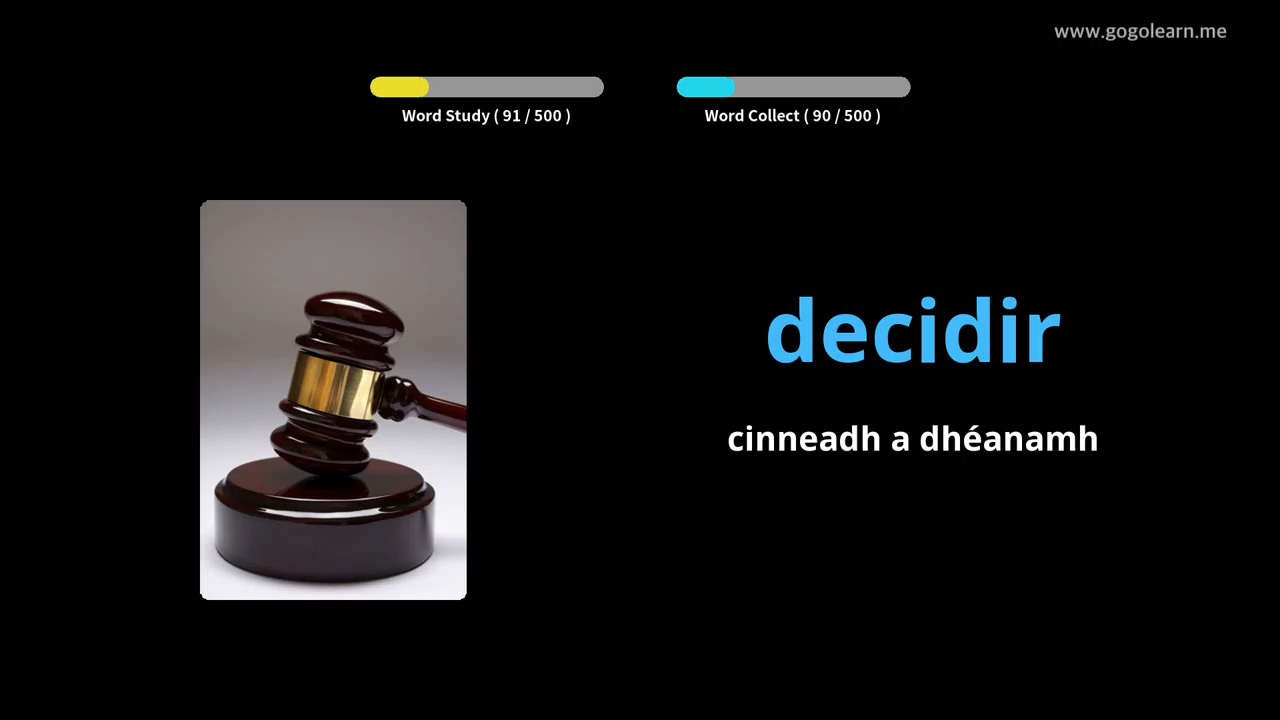 www.gogolearn.me
Word Study ( 91 / 500 )
Word Collect ( 90 / 500 )
decidir
cinneadh a dhéanamh